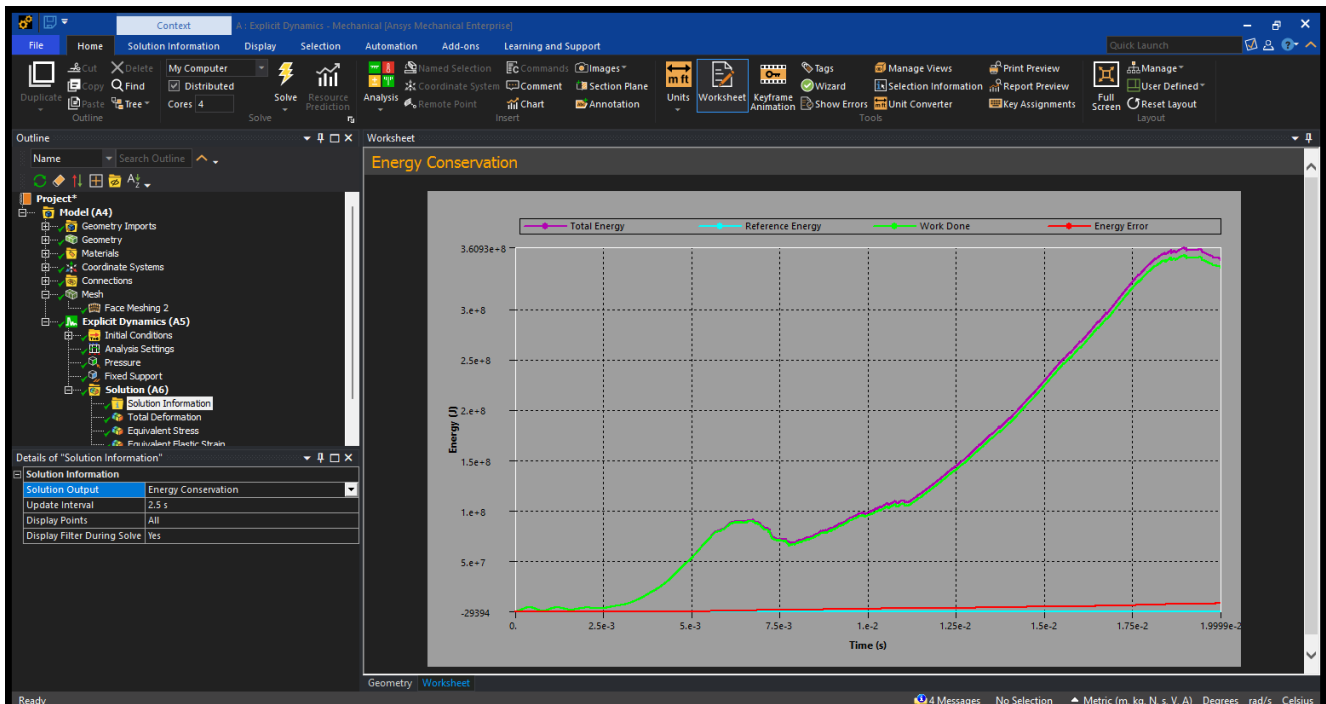 Context
A : Explicit Dynamics - Mechanical [Ansys Mechanical Enterprise]
File Home Solution Information Display Selection Automation Add-ons Learning and Support Quick Launch
Cut Delete My Computer Named Selection Commands Images Tags Manage Views Print Preview Manage
Copy Find Distributed Coordinate System Comment Section Plane Wizard Selection Information Report Preview User Defined
Duplicate Paste Tree Cores 4 Solve Resource Prediction Analysis Remote Point Chart Annotation Units Worksheet Keyframe Animation Show Errors Unit Converter Key Assignments Full Screen Reset Layout
Outline Solve Insert Tools Layout
Outline
Name Search Outline
Project*
Model (A4)
Geometry Imports
Geometry
Materials
Coordinate Systems
Connections
Mesh
Face Meshing 2
Explicit Dynamics (A5)
Initial Conditions
Analysis Settings
Pressure
Fixed Support
Solution (A6)
Solution Information
Total Deformation
Equivalent Stress
Equivalent Elastic Strain
Details of "Solution Information"
Solution Information
Solution Output Energy Conservation
Update Interval 2.5 s
Display Points All
Display Filter During Solve Yes
Worksheet
Energy Conservation
Total Energy Reference Energy Work Done Energy Error
3.6093e+8
3.e+8
2.5e+8
2.e+8
1.5e+8
1.e+8
5.e+7
-29394
Energy (J)
0. 2.5e-3 5.e-3 7.5e-3 1.e-2 1.25e-2 1.5e-2 1.75e-2 1.9999e-2
Time (s)
Geometry Worksheet
Ready 4 Messages No Selection Metric (m, kg, N, s, V, A) Degrees rad/s Celsius